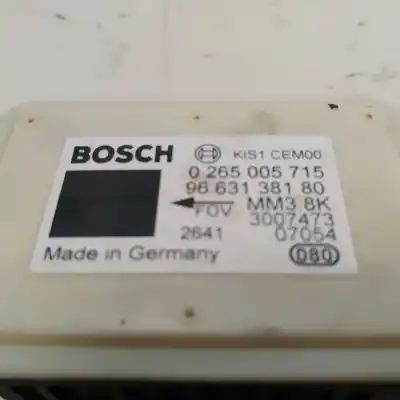 BOSCH KIS1 CEM00
0 265 005 715
96 631 381 80
FOV MM3.8K
3007473
2641 07054
Made in Germany 080